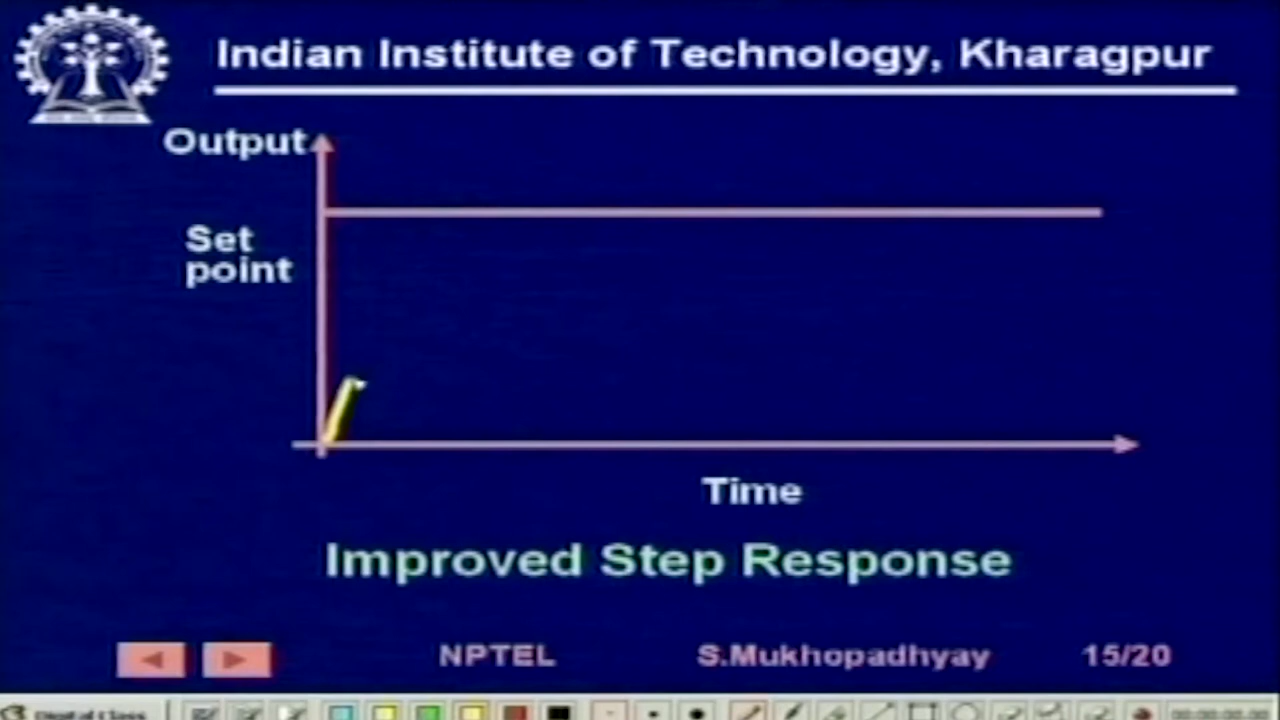 Indian Institute of Technology, Kharagpur
Output
Set
point
Time
Improved Step Response
NPTEL S.Mukhopadhyay 15/20